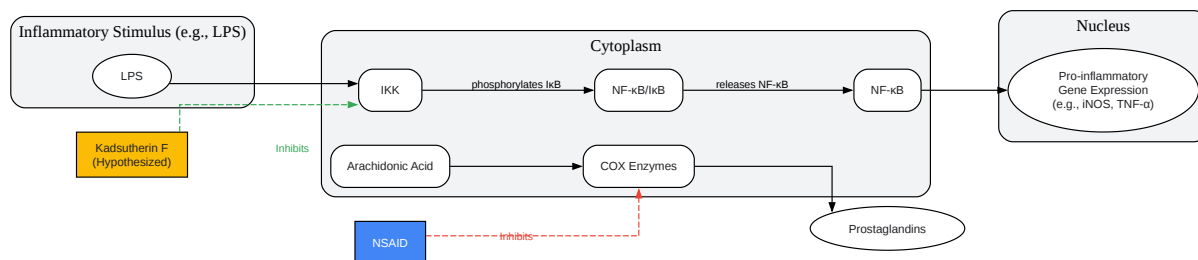 Inflammatory Stimulus (e.g., LPS)
LPS
Cytoplasm
IKK
phosphorylates IκB
NF-κB/IκB
releases NF-κB
NF-κB
Nucleus
Pro-inflammatory
Gene Expression
(e.g., iNOS, TNF-α)
Kadsutherin F
(Hypothesized)
Inhibits
Arachidonic Acid
COX Enzymes
NSAID
Inhibits
Prostaglandins